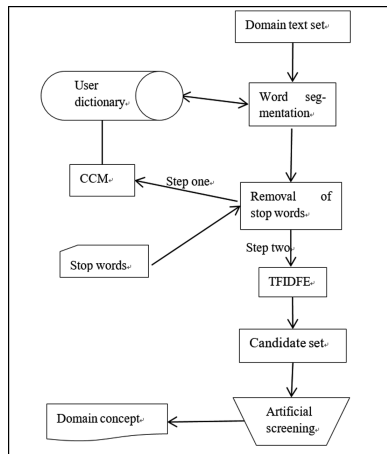 Domain text set
User
dictionary
Word seg-
mentation
CCM
Step one
Removal of
stop words
Stop words
Step two
TFIDFE
Candidate set
Artificial
screening
Domain concept